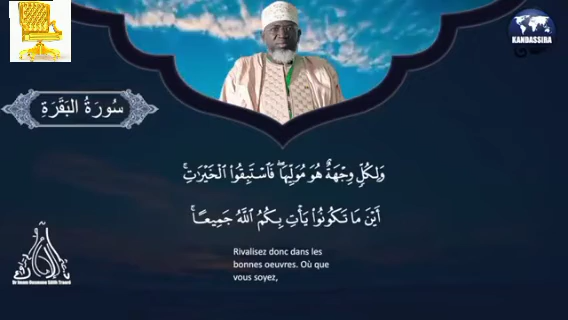 KANDASSIBA
سُورَةُ البَقَرَةِ
وَلِكُلّٖ وِجۡهَةٌ هُوَ مُوَلِّيهَاۖ فَاسۡتَبِقُواْ الۡخَيۡرَٰتِۚ
أَيۡنَ مَا تَكُونُواْ يَأۡتِ بِكُمُ اللَّهُ جَمِيعًاۚ
Rivalisez donc dans les
bonnes oeuvres. Où que
vous soyez,